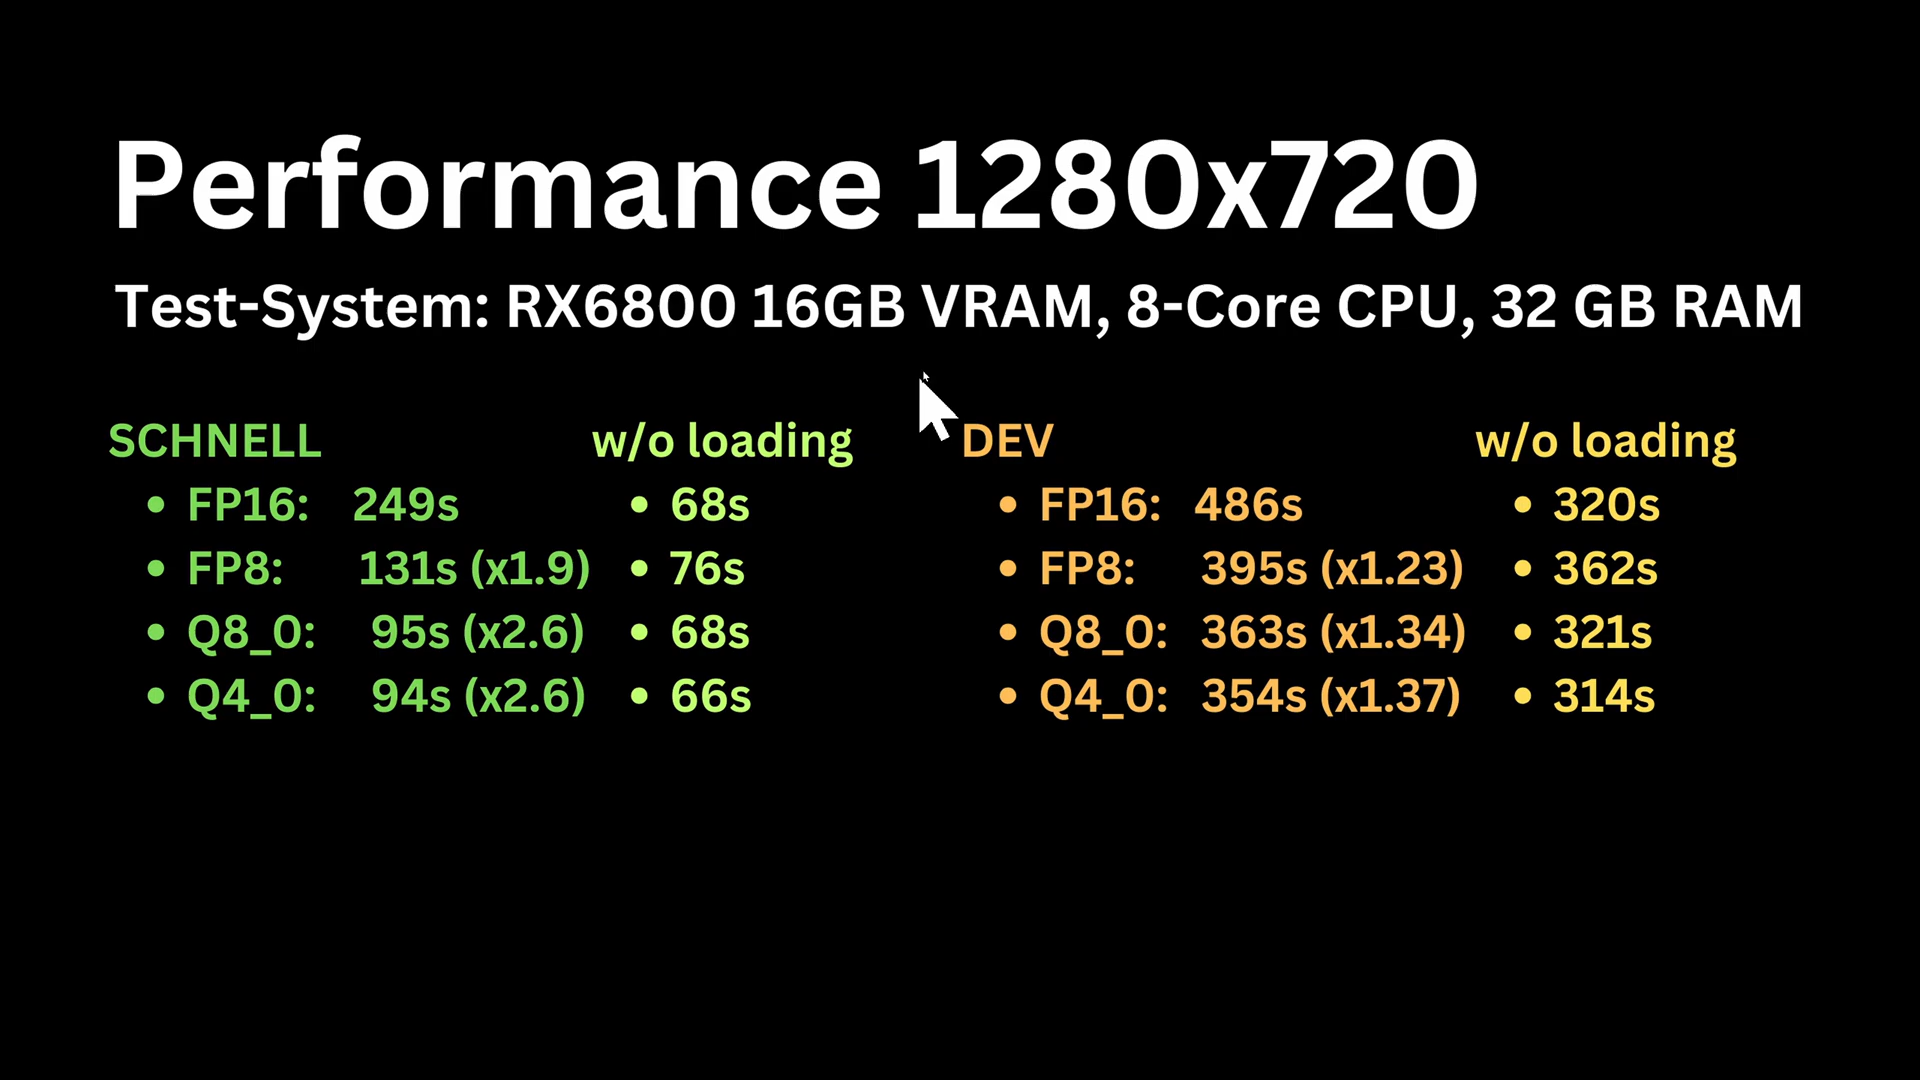 Performance 1280x720
Test-System: RX6800 16GB VRAM, 8-Core CPU, 32 GB RAM
SCHNELL w/o loading DEV w/o loading
• FP16: 249s • 68s • FP16: 486s • 320s
• FP8: 131s (x1.9) • 76s • FP8: 395s (x1.23) • 362s
• Q8_0: 95s (x2.6) • 68s • Q8_0: 363s (x1.34) • 321s
• Q4_0: 94s (x2.6) • 66s • Q4_0: 354s (x1.37) • 314s